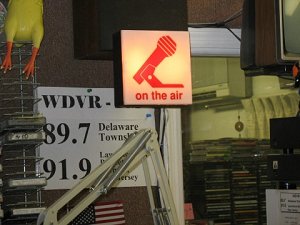 on the air
WDVR -
89.7 Delaware
Township
91.9